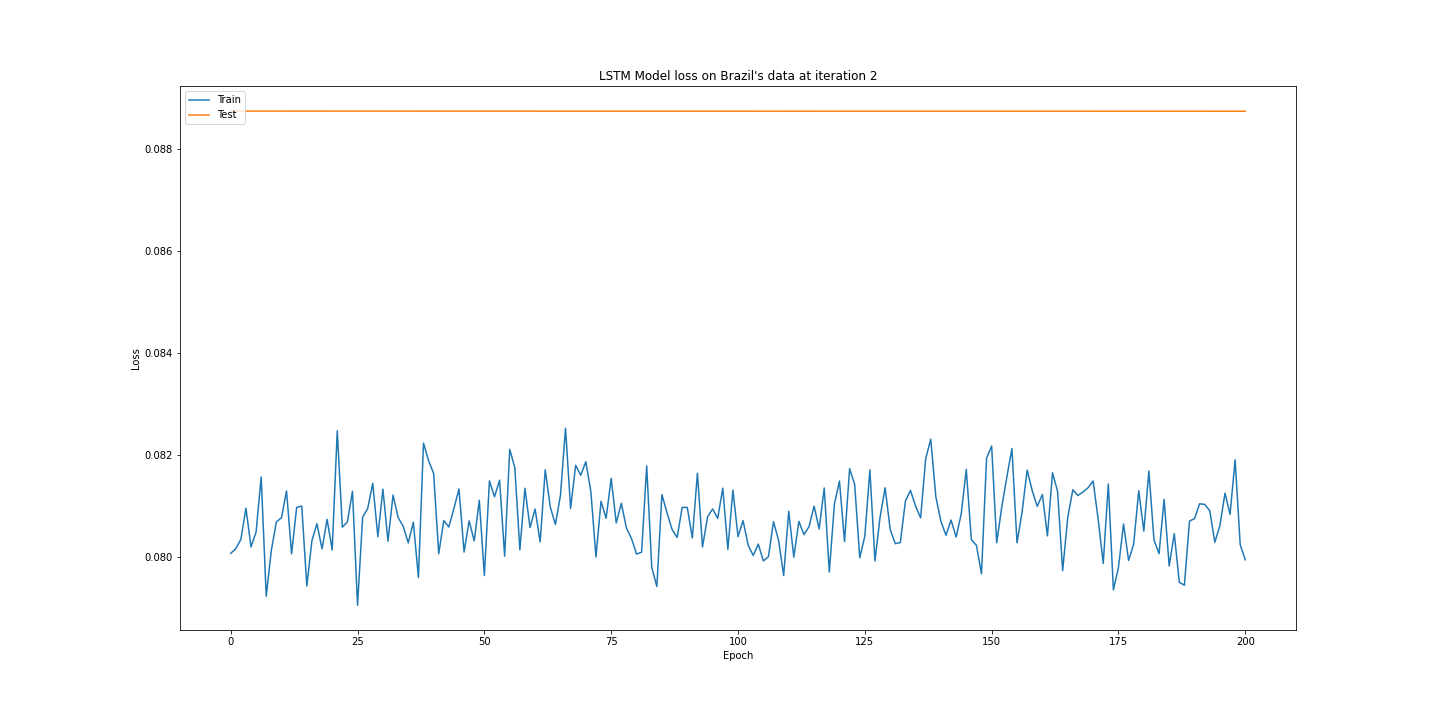 LSTM Model loss on Brazil's data at iteration 2
Train
Test
0.088
0.086
0.084
0.082
0.080
Loss
0 25 50 75 100 125 150 175 200
Epoch